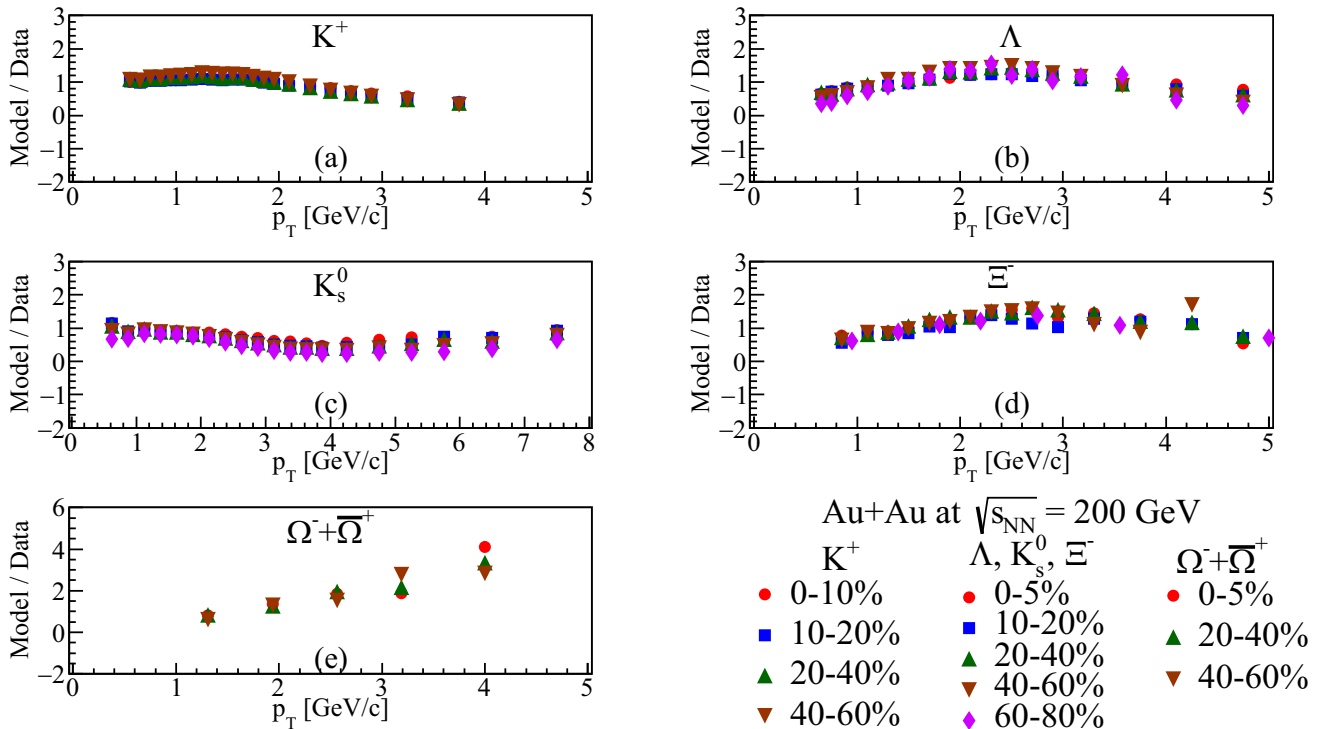 3
2
1
0
−1
−2
Model / Data
K⁺
(a)
0 1 2 3 4 5
p_T [GeV/c]
3
2
1
0
−1
−2
Model / Data
Λ
(b)
0 1 2 3 4 5
p_T [GeV/c]
3
2
1
0
−1
−2
Model / Data
K_s^0
(c)
0 1 2 3 4 5 6 7 8
p_T [GeV/c]
3
2
1
0
−1
−2
Model / Data
Ξ⁻
(d)
0 1 2 3 4 5
p_T [GeV/c]
6
4
2
0
−2
Model / Data
Ω⁻+Ω̅⁺
(e)
0 1 2 3 4 5
p_T [GeV/c]
Au+Au at √s_NN = 200 GeV
K⁺
0-10%
10-20%
20-40%
40-60%
Λ, K_s^0, Ξ⁻
0-5%
10-20%
20-40%
40-60%
60-80%
Ω⁻+Ω̅⁺
0-5%
20-40%
40-60%